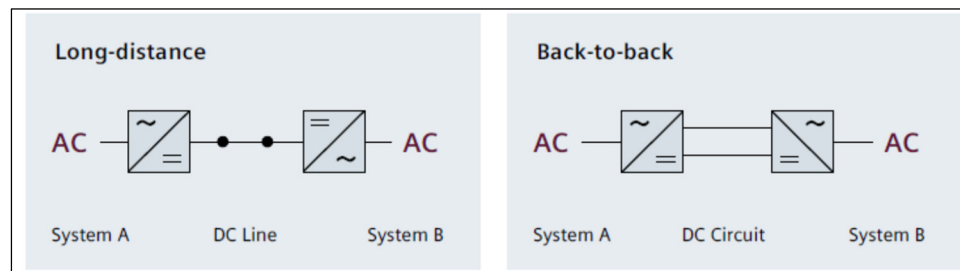 Long-distance
AC
AC
System A
DC Line
System B
Back-to-back
AC
AC
System A
DC Circuit
System B